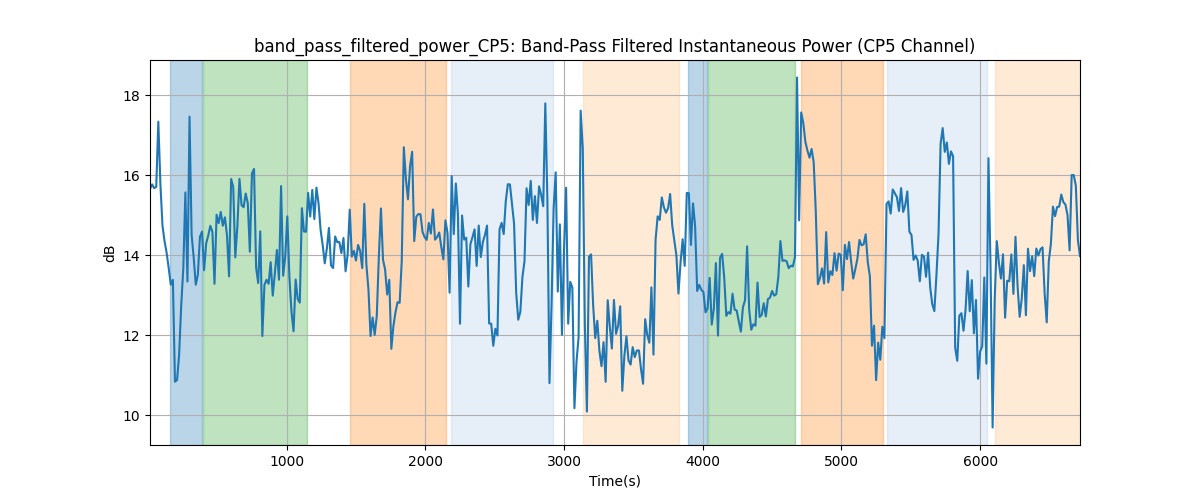 band_pass_filtered_power_CP5: Band-Pass Filtered Instantaneous Power (CP5 Channel)
18
16
14
12
10
dB
1000 2000 3000 4000 5000 6000
Time(s)